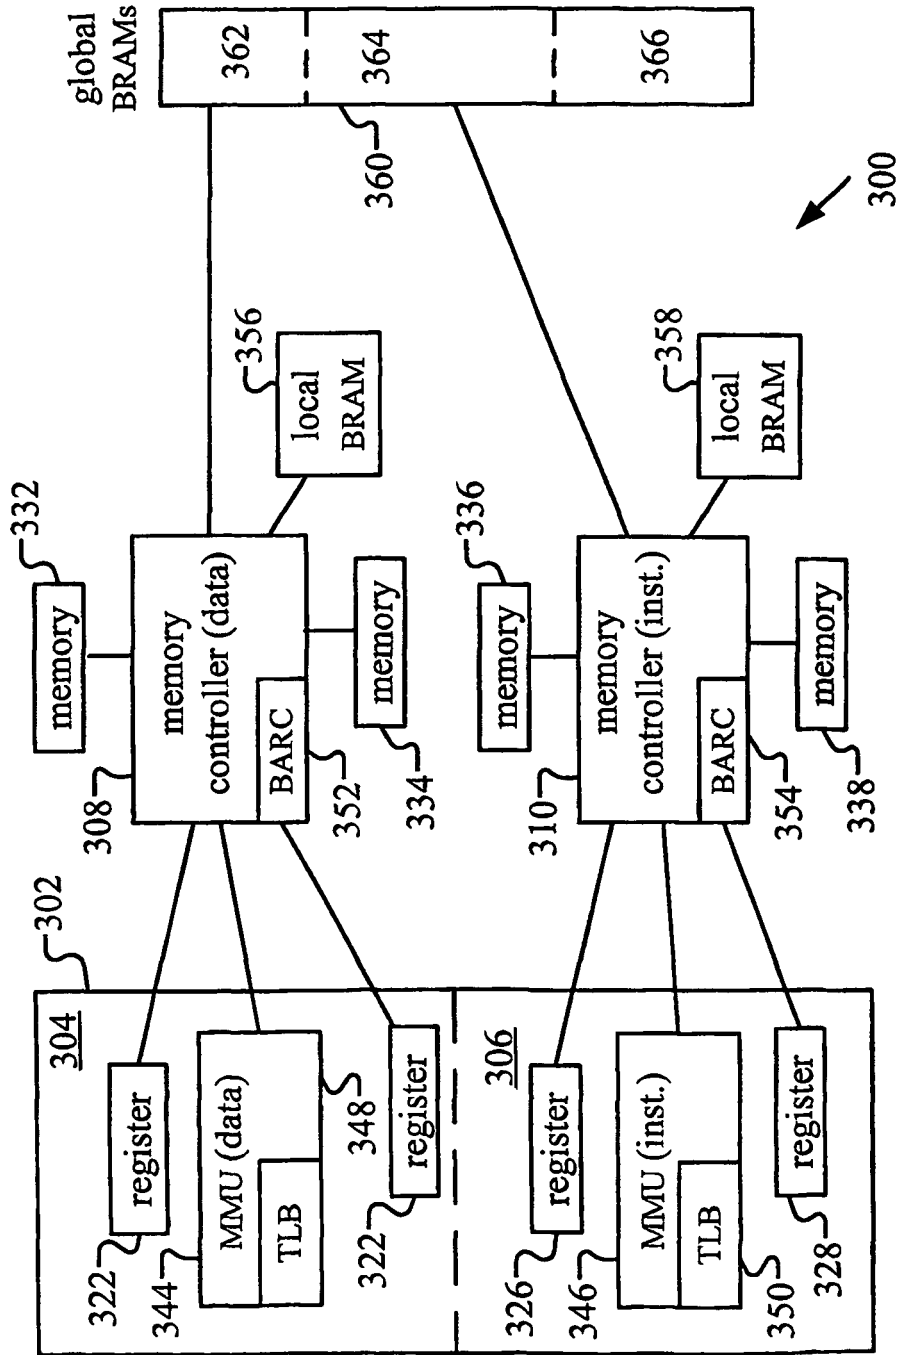 302
304
322
register
344
MMU (data)
TLB
348
322
register
306
326
register
346
MMU (inst.)
TLB
350
328
register
332
memory
308
memory
controller (data)
BARC
352
334
memory
356
local
BRAM
336
memory
310
memory
controller (inst.)
BARC
354
338
memory
358
local
BRAM
global
BRAMs
362
364
366
360
300